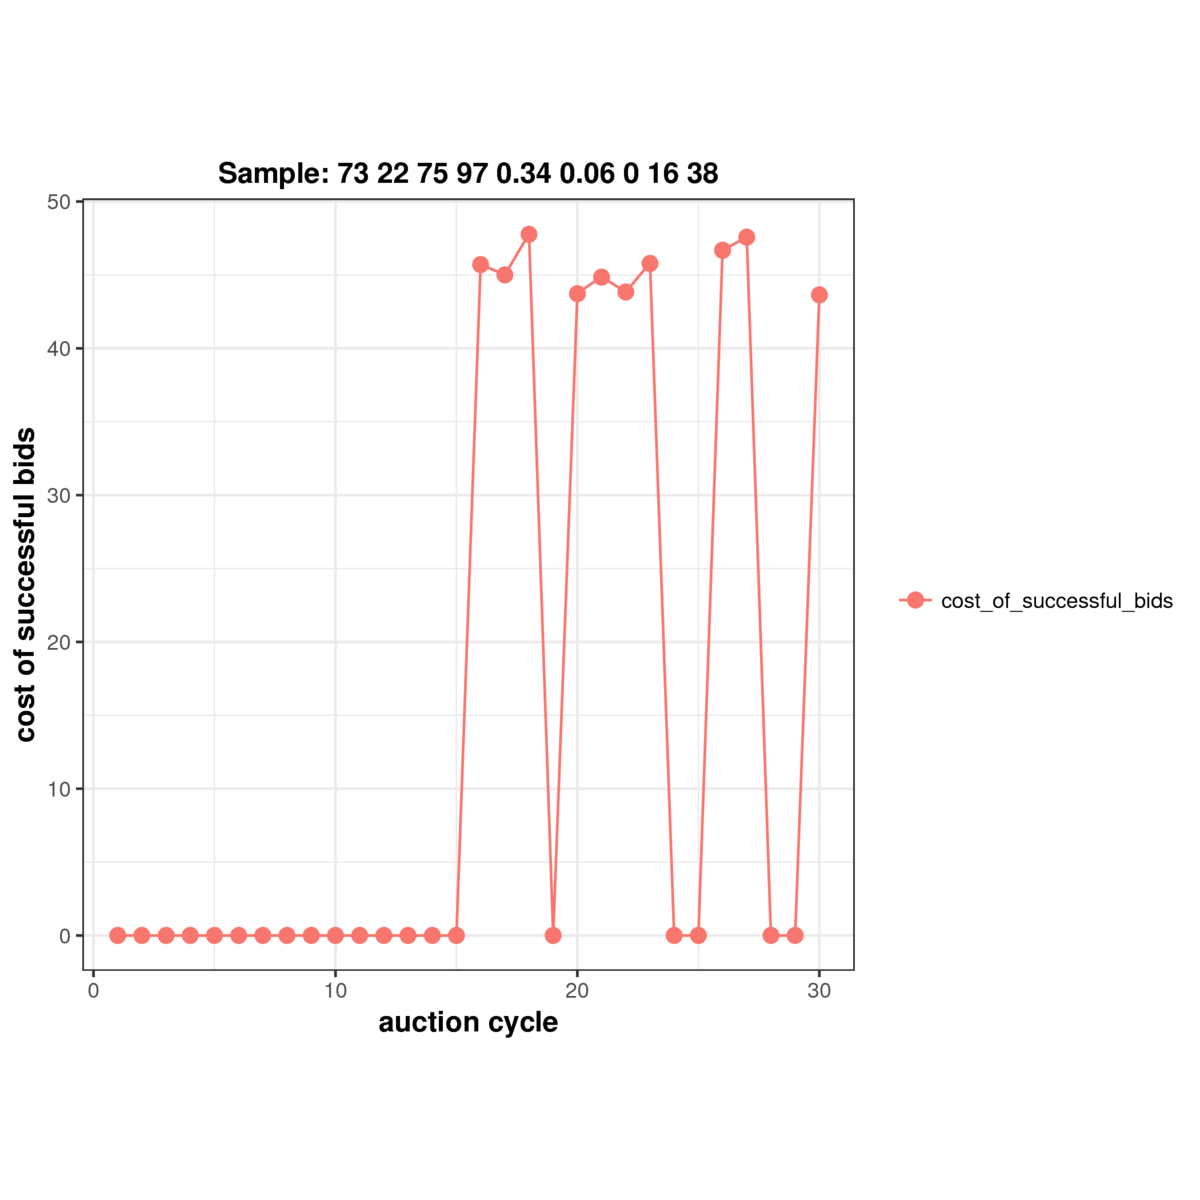 Sample: 73 22 75 97 0.34 0.06 0 16 38
50
40
30
20
10
0
cost of successful bids
0 10 20 30
auction cycle
cost_of_successful_bids